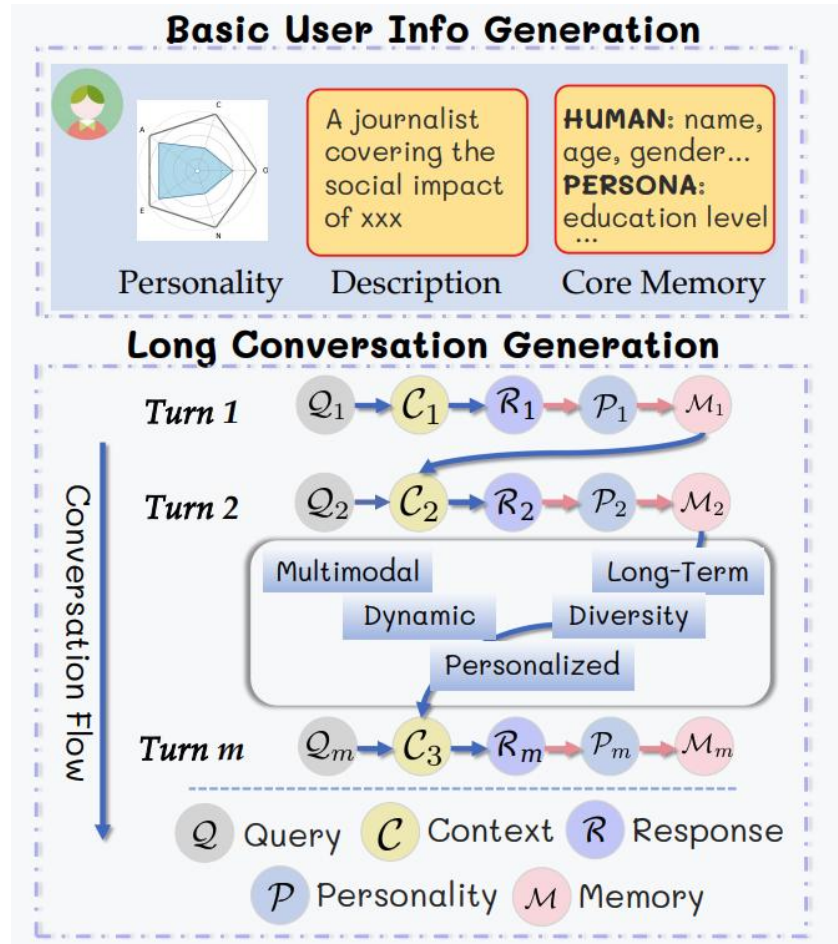 Basic User Info Generation
C
A
O
E
N
A journalist
covering the
social impact
of xxx
HUMAN: name,
age, gender...
PERSONA:
education level
...
Personality
Description
Core Memory
Long Conversation Generation
Conversation Flow
Turn 1
Q1 C1 R1 P1 M1
Turn 2
Q2 C2 R2 P2 M2
Multimodal
Long-Term
Dynamic
Diversity
Personalized
Turn m
Qm C3 Rm Pm Mm
Q Query C Context R Response
P Personality M Memory